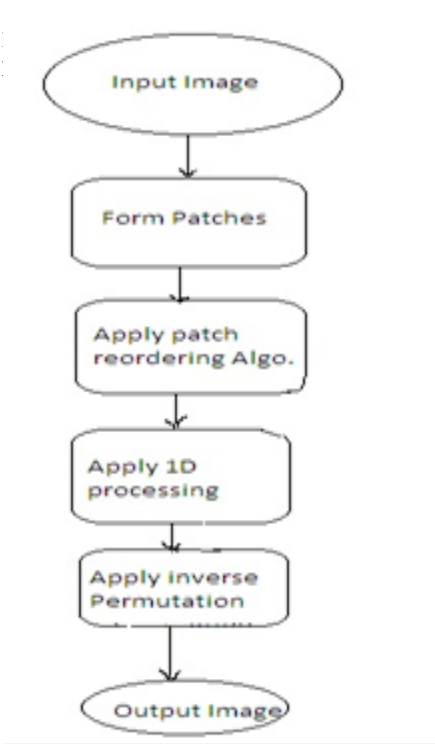 Input Image
Form Patches
Apply patch
reordering Algo.
Apply 1D
processing
Apply inverse
Permutation
Output Image